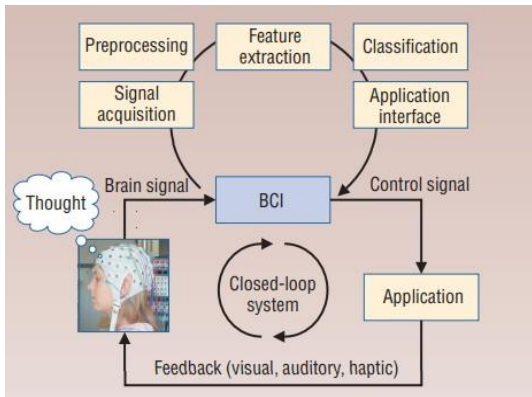 Preprocessing
Feature
extraction
Classification
Signal
acquisition
Application
interface
Thought
Brain signal
BCI
Control signal
Closed-loop
system
Application
Feedback (visual, auditory, haptic)